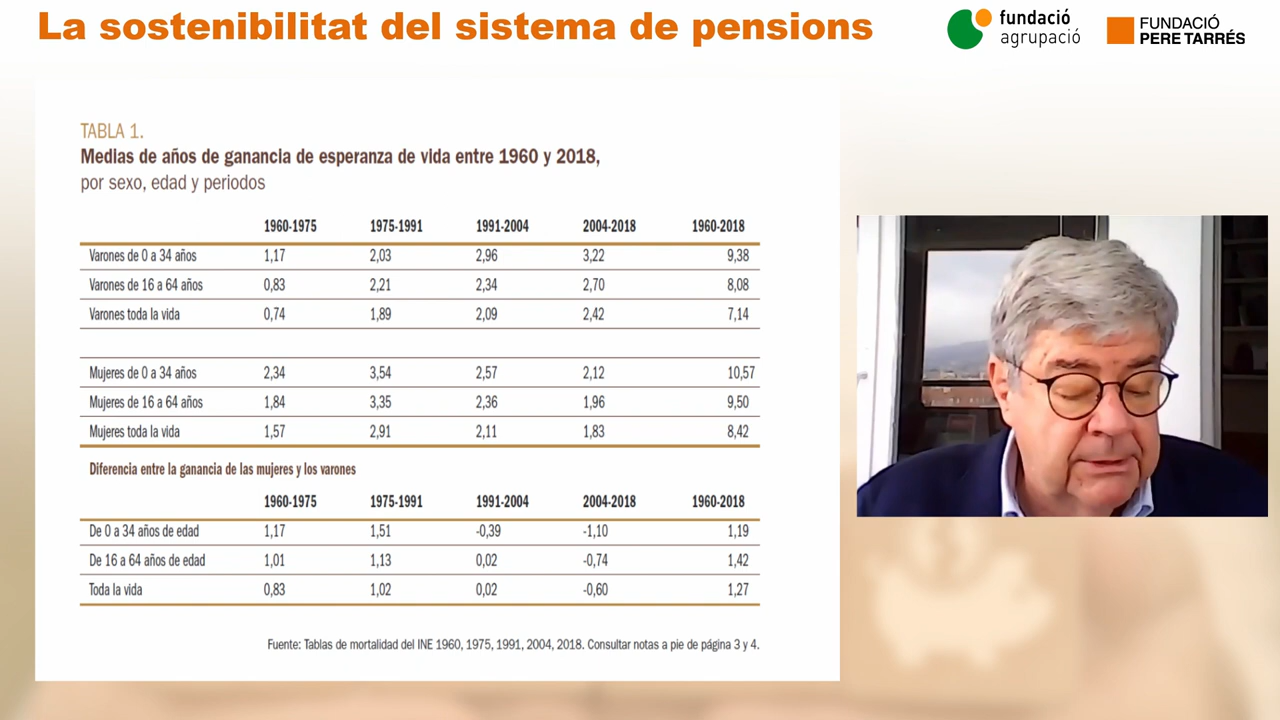 La sostenibilitat del sistema de pensions
fundació
agrupació
FUNDACIÓ
PERE TARRÉS
TABLA 1.
Medias de años de ganancia de esperanza de vida entre 1960 y 2018,
por sexo, edad y periodos
1960-1975 1975-1991 1991-2004 2004-2018 1960-2018
Varones de 0 a 34 años 1,17 2,03 2,96 3,22 9,38
Varones de 16 a 64 años 0,83 2,21 2,34 2,70 8,08
Varones toda la vida 0,74 1,89 2,09 2,42 7,14
Mujeres de 0 a 34 años 2,34 3,54 2,57 2,12 10,57
Mujeres de 16 a 64 años 1,84 3,35 2,36 1,96 9,50
Mujeres toda la vida 1,57 2,91 2,11 1,83 8,42
Diferencia entre la ganancia de las mujeres y los varones
1960-1975 1975-1991 1991-2004 2004-2018 1960-2018
De 0 a 34 años de edad 1,17 1,51 -0,39 -1,10 1,19
De 16 a 64 años de edad 1,01 1,13 0,02 -0,74 1,42
Toda la vida 0,83 1,02 0,02 -0,60 1,27
Fuente: Tablas de mortalidad del INE 1960, 1975, 1991, 2004, 2018. Consultar notas a pie de página 3 y 4.